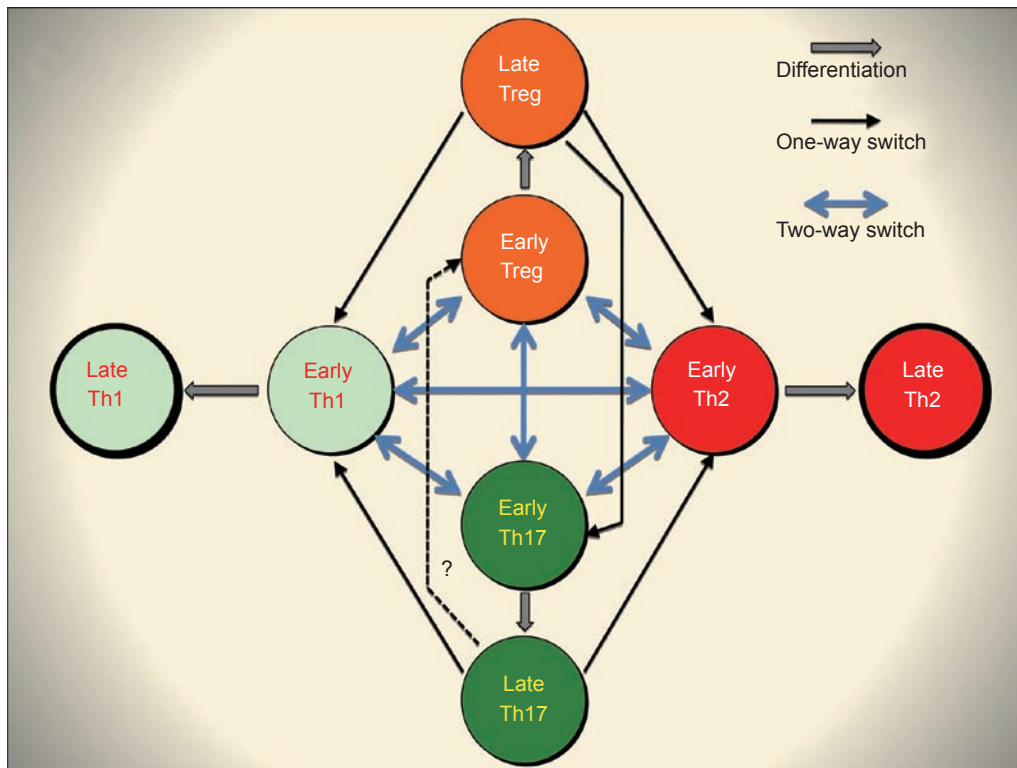 Late
Treg
Differentiation
One-way switch
Two-way switch
Early
Treg
Late
Th1
Early
Th1
Early
Th2
Late
Th2
Early
Th17
?
Late
Th17